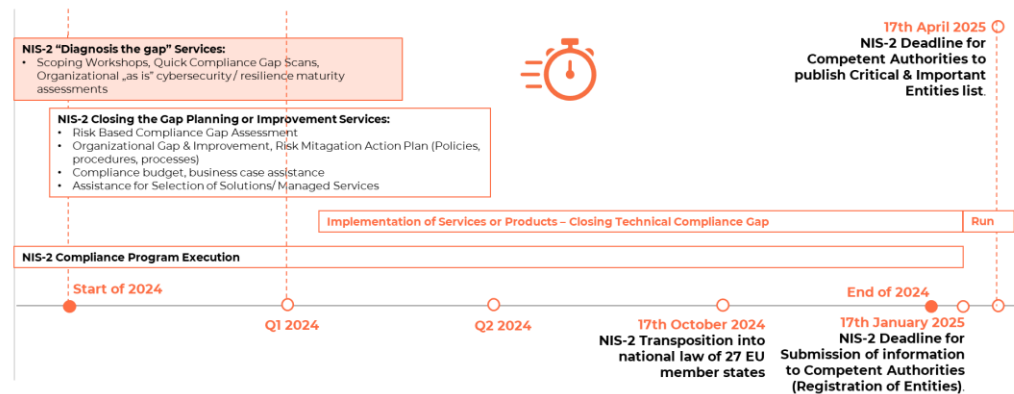 NIS-2 “Diagnosis the gap” Services:
• Scoping Workshops, Quick Compliance Gap Scans,
Organizational „as is” cybersecurity/ resilience maturity
assessments
17th April 2025
NIS-2 Deadline for
Competent Authorities to
publish Critical & Important
Entities list.
NIS-2 Closing the Gap Planning or Improvement Services:
• Risk Based Compliance Gap Assessment
• Organizational Gap & Improvement, Risk Mitagation Action Plan (Policies,
procedures, processes)
• Compliance budget, business case assistance
• Assistance for Selection of Solutions/ Managed Services
Implementation of Services or Products – Closing Technical Compliance Gap
Run
NIS-2 Compliance Program Execution
Start of 2024
End of 2024
Q1 2024
Q2 2024
17th October 2024
NIS-2 Transposition into
national law of 27 EU
member states
17th January 2025
NIS-2 Deadline for
Submission of information
to Competent Authorities
(Registration of Entities).